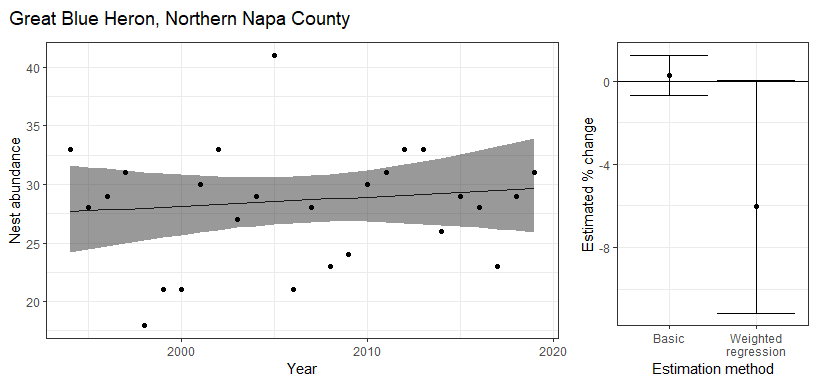 Great Blue Heron, Northern Napa County
Nest abundance
40
35
30
25
20
2000
2010
2020
Year
Estimated % change
0
-4
-8
Basic
Weighted
regression
Estimation method